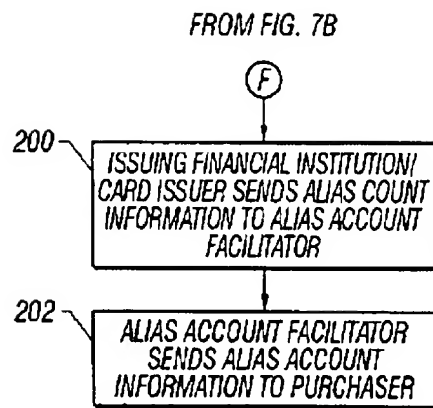 FROM FIG. 7B
F
200
ISSUING FINANCIAL INSTITUTION/
CARD ISSUER SENDS ALIAS COUNT
INFORMATION TO ALIAS ACCOUNT
FACILITATOR
202
ALIAS ACCOUNT FACILITATOR
SENDS ALIAS ACCOUNT
INFORMATION TO PURCHASER